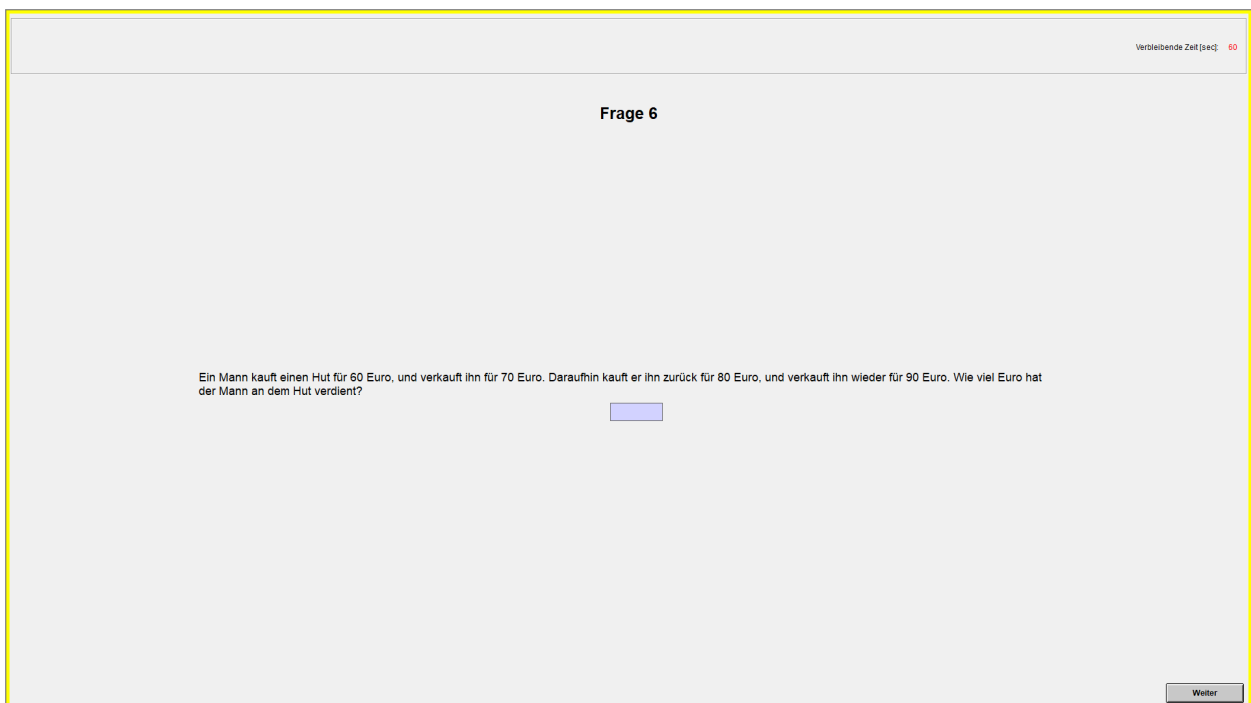 Verbleibende Zeit [sec]: 60
Frage 6
Ein Mann kauft einen Hut für 60 Euro, und verkauft ihn für 70 Euro. Daraufhin kauft er ihn zurück für 80 Euro, und verkauft ihn wieder für 90 Euro. Wie viel Euro hat
der Mann an dem Hut verdient?
Weiter